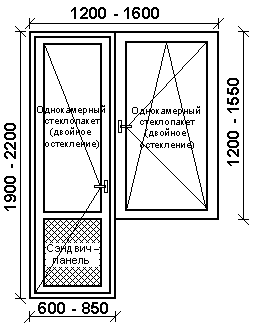 1200 - 1600
Однокамерный
стеклопакет
(двойное
остекление)
Однокамерный
стеклопакет
(двойное
остекление)
1200 - 1550
1900 - 2200
Сэндвич –
панель
600 - 850